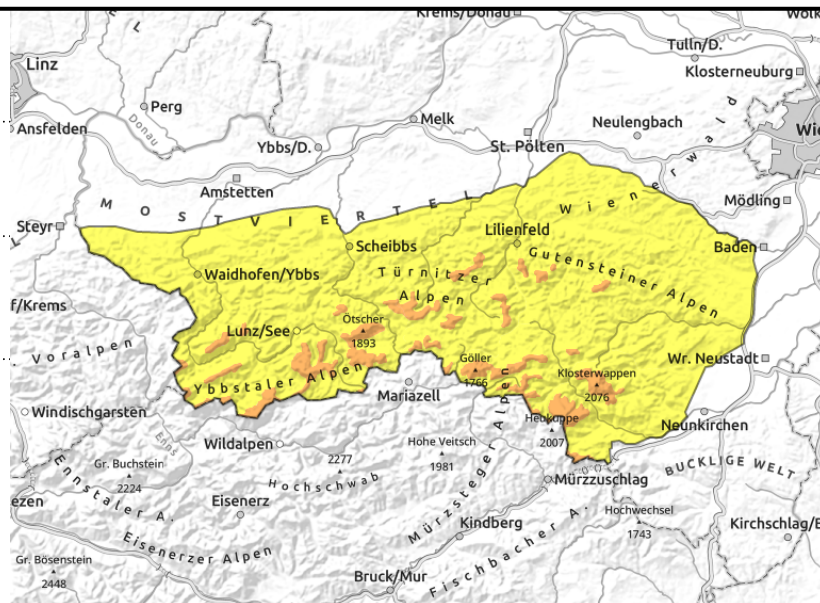 Krems/Donau
Tulln/D.
Linz
Klosterneuburg
Perg
Donau
Melk
Ansfelden
Neulengbach
Ybbs/D.
St. Pölten
Wienerwald
Amstetten
MOSTVIERTEL
Mödling
Steyr
Lilienfeld
Scheibbs
Baden
Gutensteiner Alpen
Türnitzer
Alpen
Waidhofen/Ybbs
f/Krems
Ötscher
1893
Lunz/See
Voralpen
Göller
1766
Wr. Neustadt
Klosterwappen
2076
Ybbstaler Alpen
Mariazell
Windischgarsten
Heukuppe
2007
Neunkirchen
Enns
Wildalpen
Hohe Veitsch
1981
Mürzsteger Alpen
Gr. Buchstein
2224
2277
Hochschwab
BUCKLIGE WELT
Ennstaler A.
Mürzzuschlag
ezen
Eisenerz
Hochwechsel
1743
Kindberg
Kirchschlag/
Eisenerzer Alpen
Fischbacher A.
Gr. Bösenstein
2448
Bruck/Mur